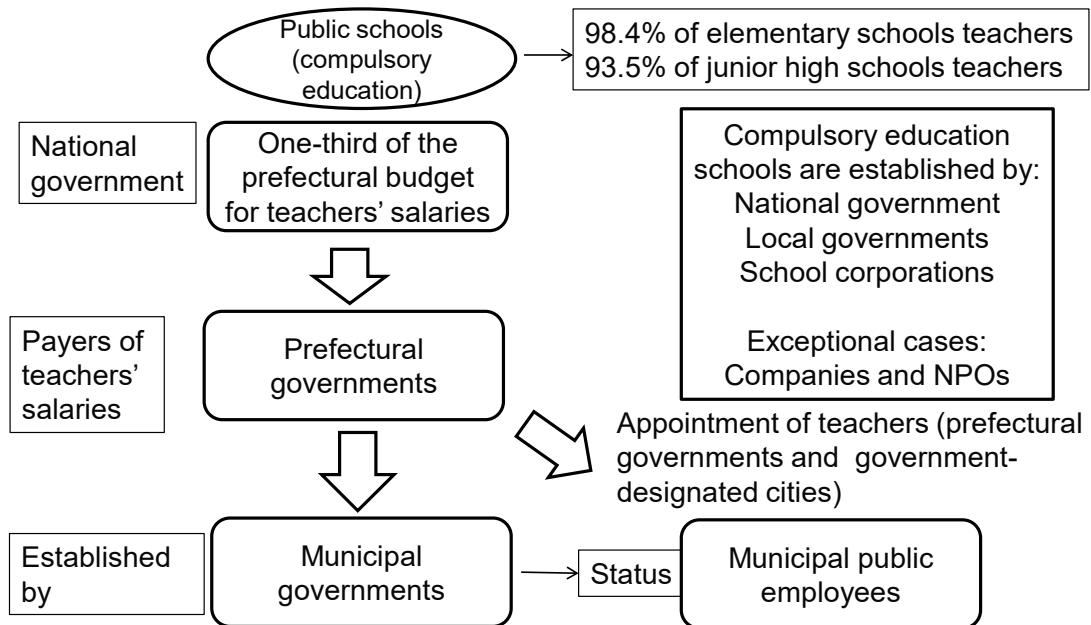 Public schools
(compulsory
education)
98.4% of elementary schools teachers
93.5% of junior high schools teachers
National
government
One-third of the
prefectural budget
for teachers’ salaries
Compulsory education
schools are established by:
National government
Local governments
School corporations
Exceptional cases:
Companies and NPOs
Payers of
teachers’
salaries
Prefectural
governments
Appointment of teachers (prefectural
governments and  government-
designated cities)
Established
by
Municipal
governments
Status
Municipal public
employees